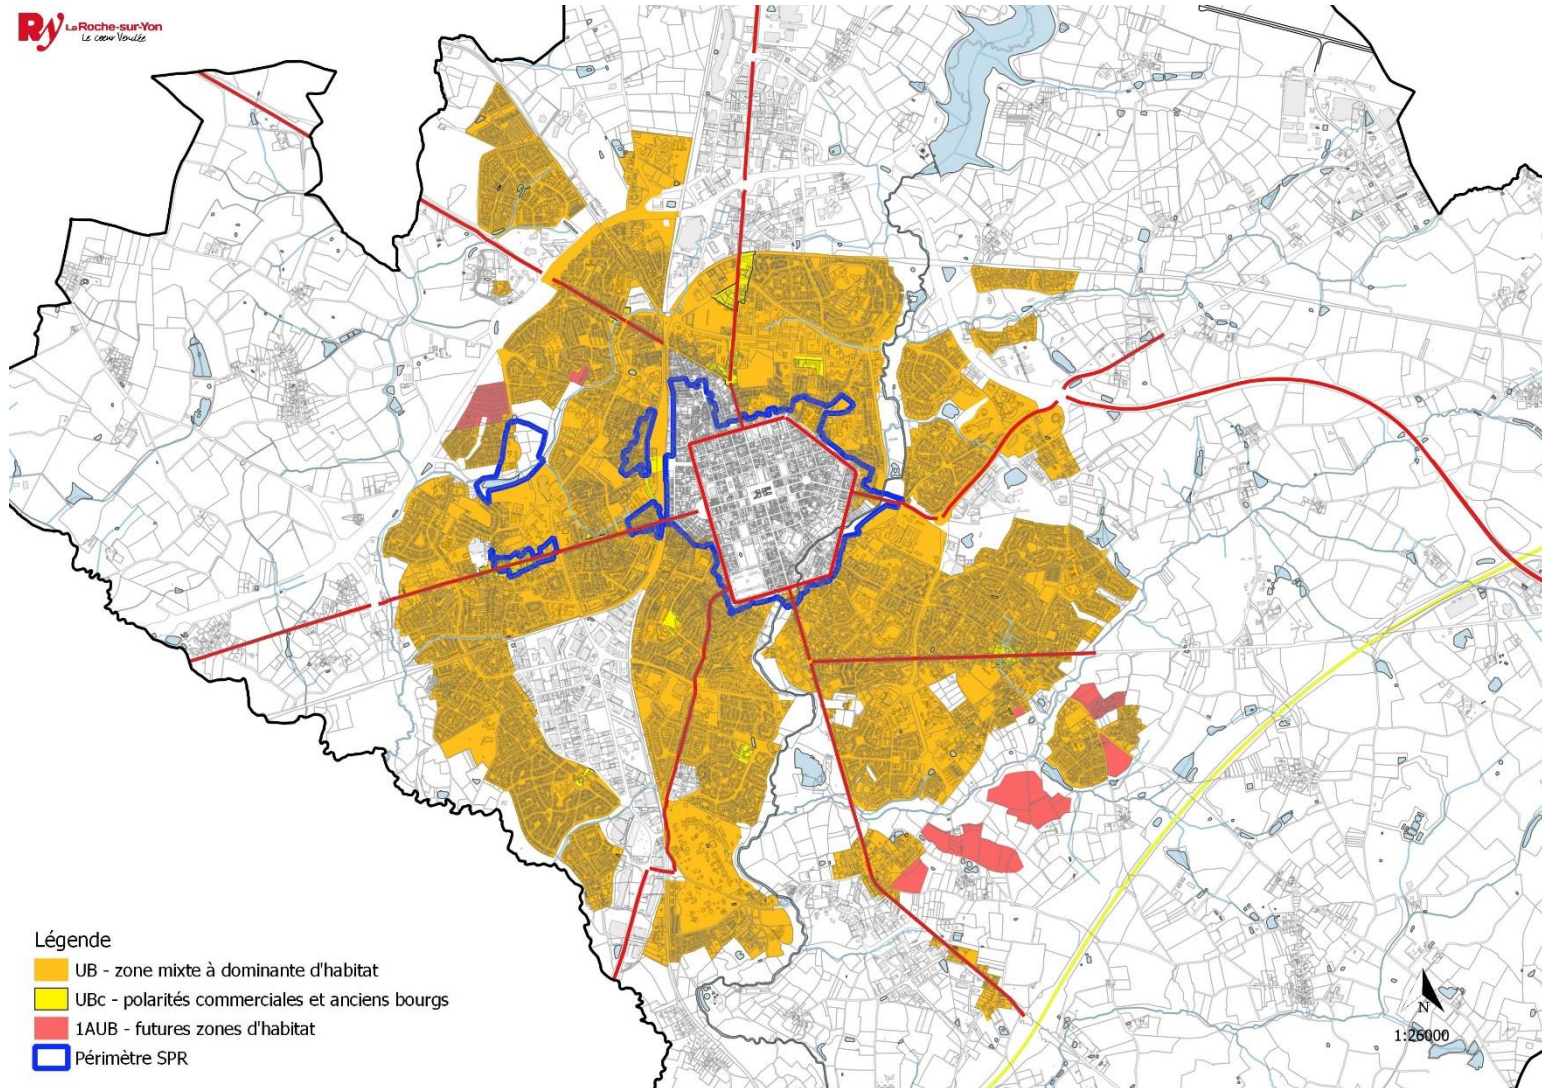 Ry La Roche-sur-Yon
Le cœur Vendée
Légende
UB - zone mixte à dominante d'habitat
UBc - polarités commerciales et anciens bourgs
1AUB - futures zones d'habitat
Périmètre SPR
N
1:26000